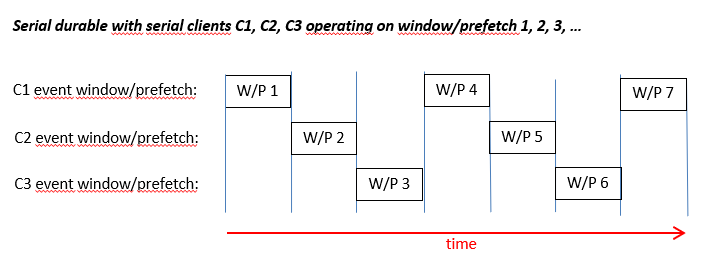 Serial durable with serial clients C1, C2, C3 operating on window/prefetch 1, 2, 3, ...
C1 event window/prefetch: W/P 1 W/P 4 W/P 7
C2 event window/prefetch: W/P 2 W/P 5
C3 event window/prefetch: W/P 3 W/P 6
time